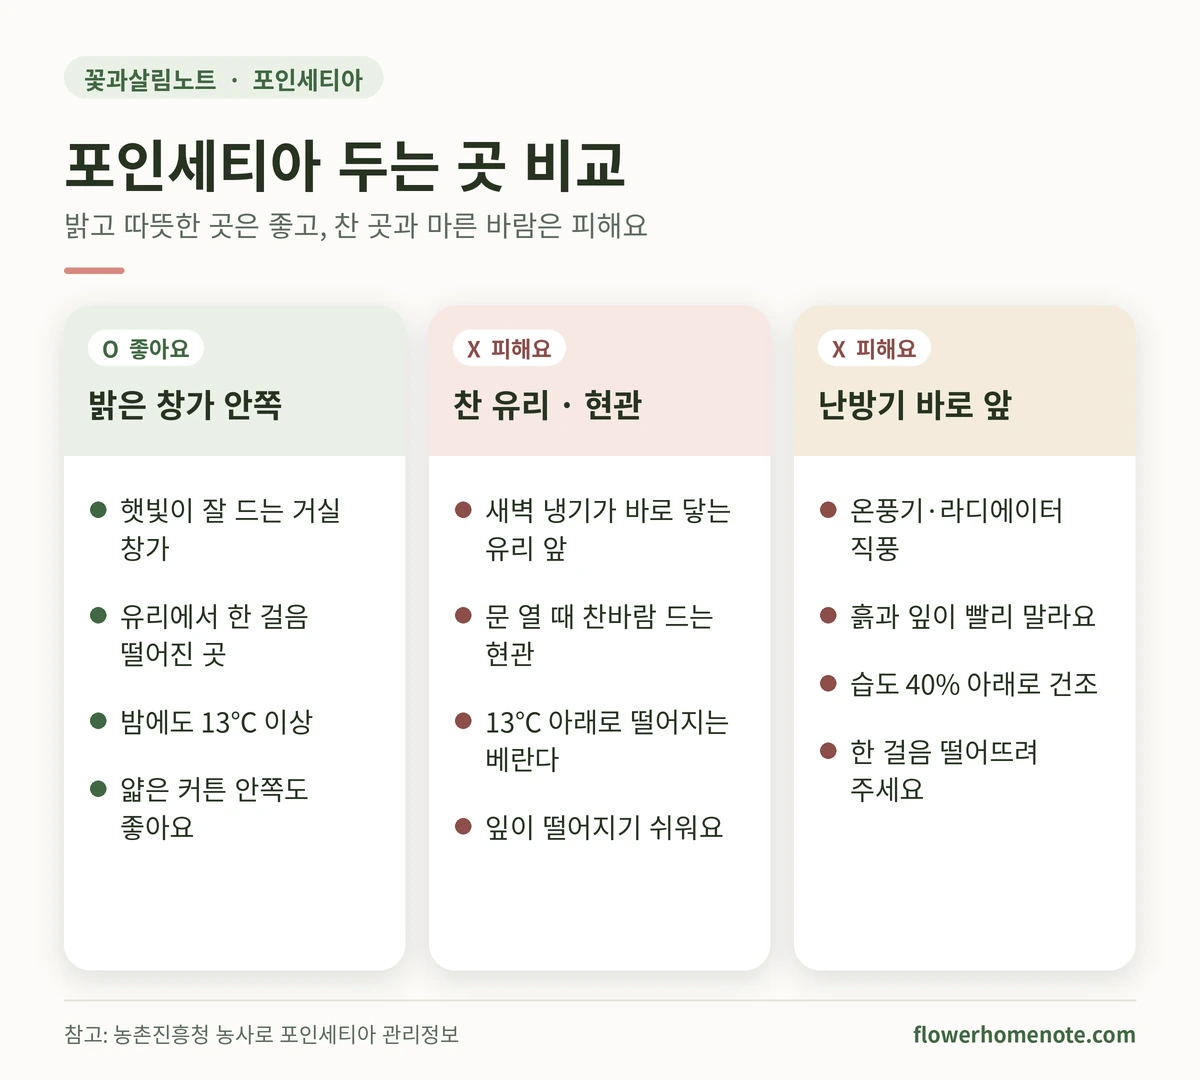 꽃과살림노트 · 포인세티아
포인세티아 두는 곳 비교
밝고 따뜻한 곳은 좋고, 찬 곳과 마른 바람은 피해요
O 좋아요
밝은 창가 안쪽
햇빛이 잘 드는 거실
창가
유리에서 한 걸음
떨어진 곳
밤에도 13℃ 이상
얇은 커튼 안쪽도
좋아요
X 피해요
찬 유리 · 현관
새벽 냉기가 바로 닿는
유리 앞
문 열 때 찬바람 드는
현관
13℃ 아래로 떨어지는
베란다
잎이 떨어지기 쉬워요
X 피해요
난방기 바로 앞
온풍기·라디에이터
직풍
흙과 잎이 빨리 말라요
습도 40% 아래로 건조
한 걸음 떨어뜨려
주세요
참고: 농촌진흥청 농사로 포인세티아 관리정보
flowerhomenote.com